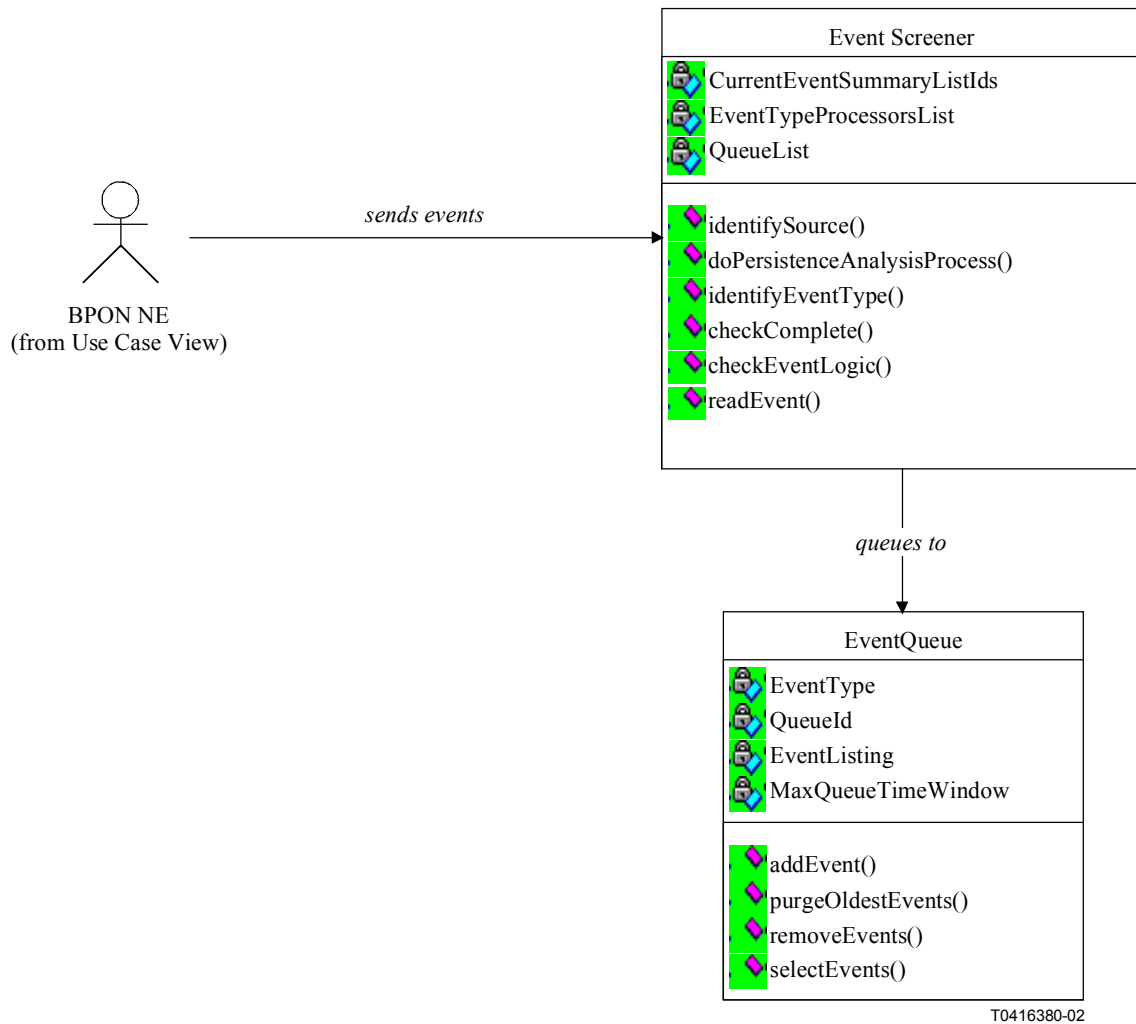 Event Screener
CurrentEventSummaryListIds
EventTypeProcessorsList
QueueList
identifySource()
doPersistenceAnalysisProcess()
identifyEventType()
checkComplete()
checkEventLogic()
readEvent()
sends events
BPON NE
(from Use Case View)
queues to
EventQueue
EventType
QueueId
EventListing
MaxQueueTimeWindow
addEvent()
purgeOldestEvents()
removeEvents()
selectEvents()
T0416380-02